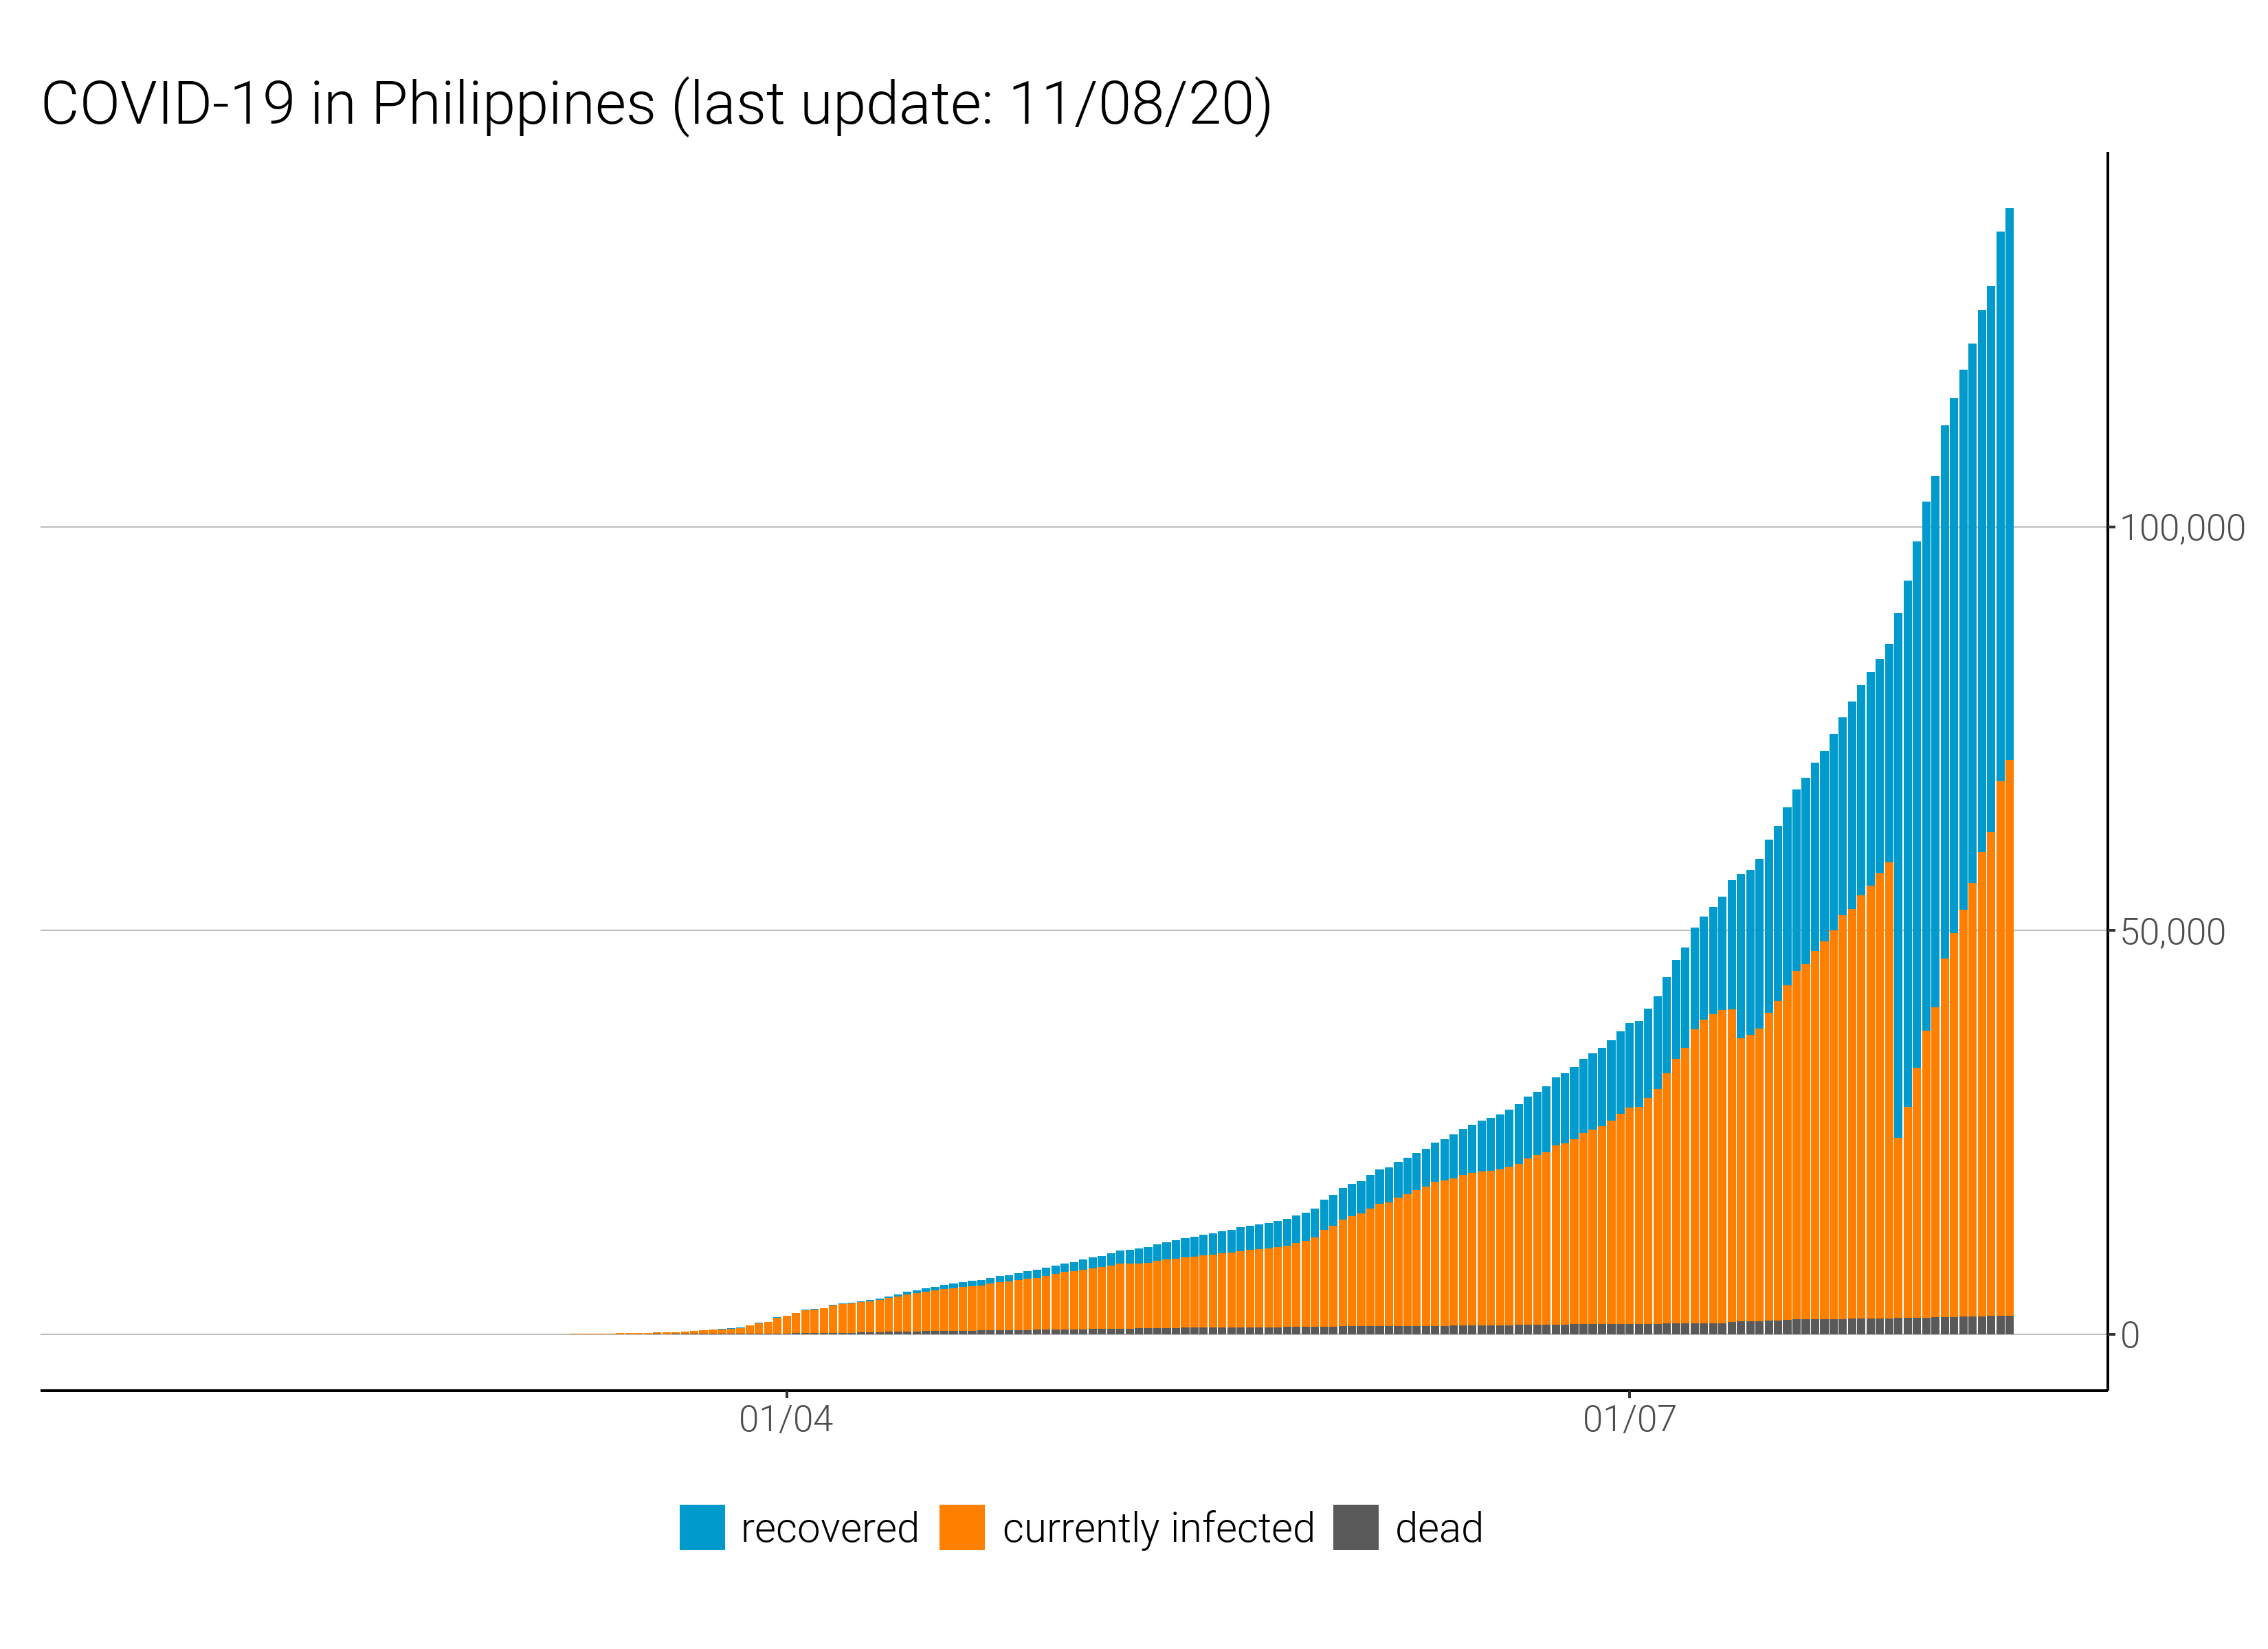 COVID-19 in Philippines (last update: 11/08/20)
100,000
50,000
0
01/04 01/07
recovered currently infected dead